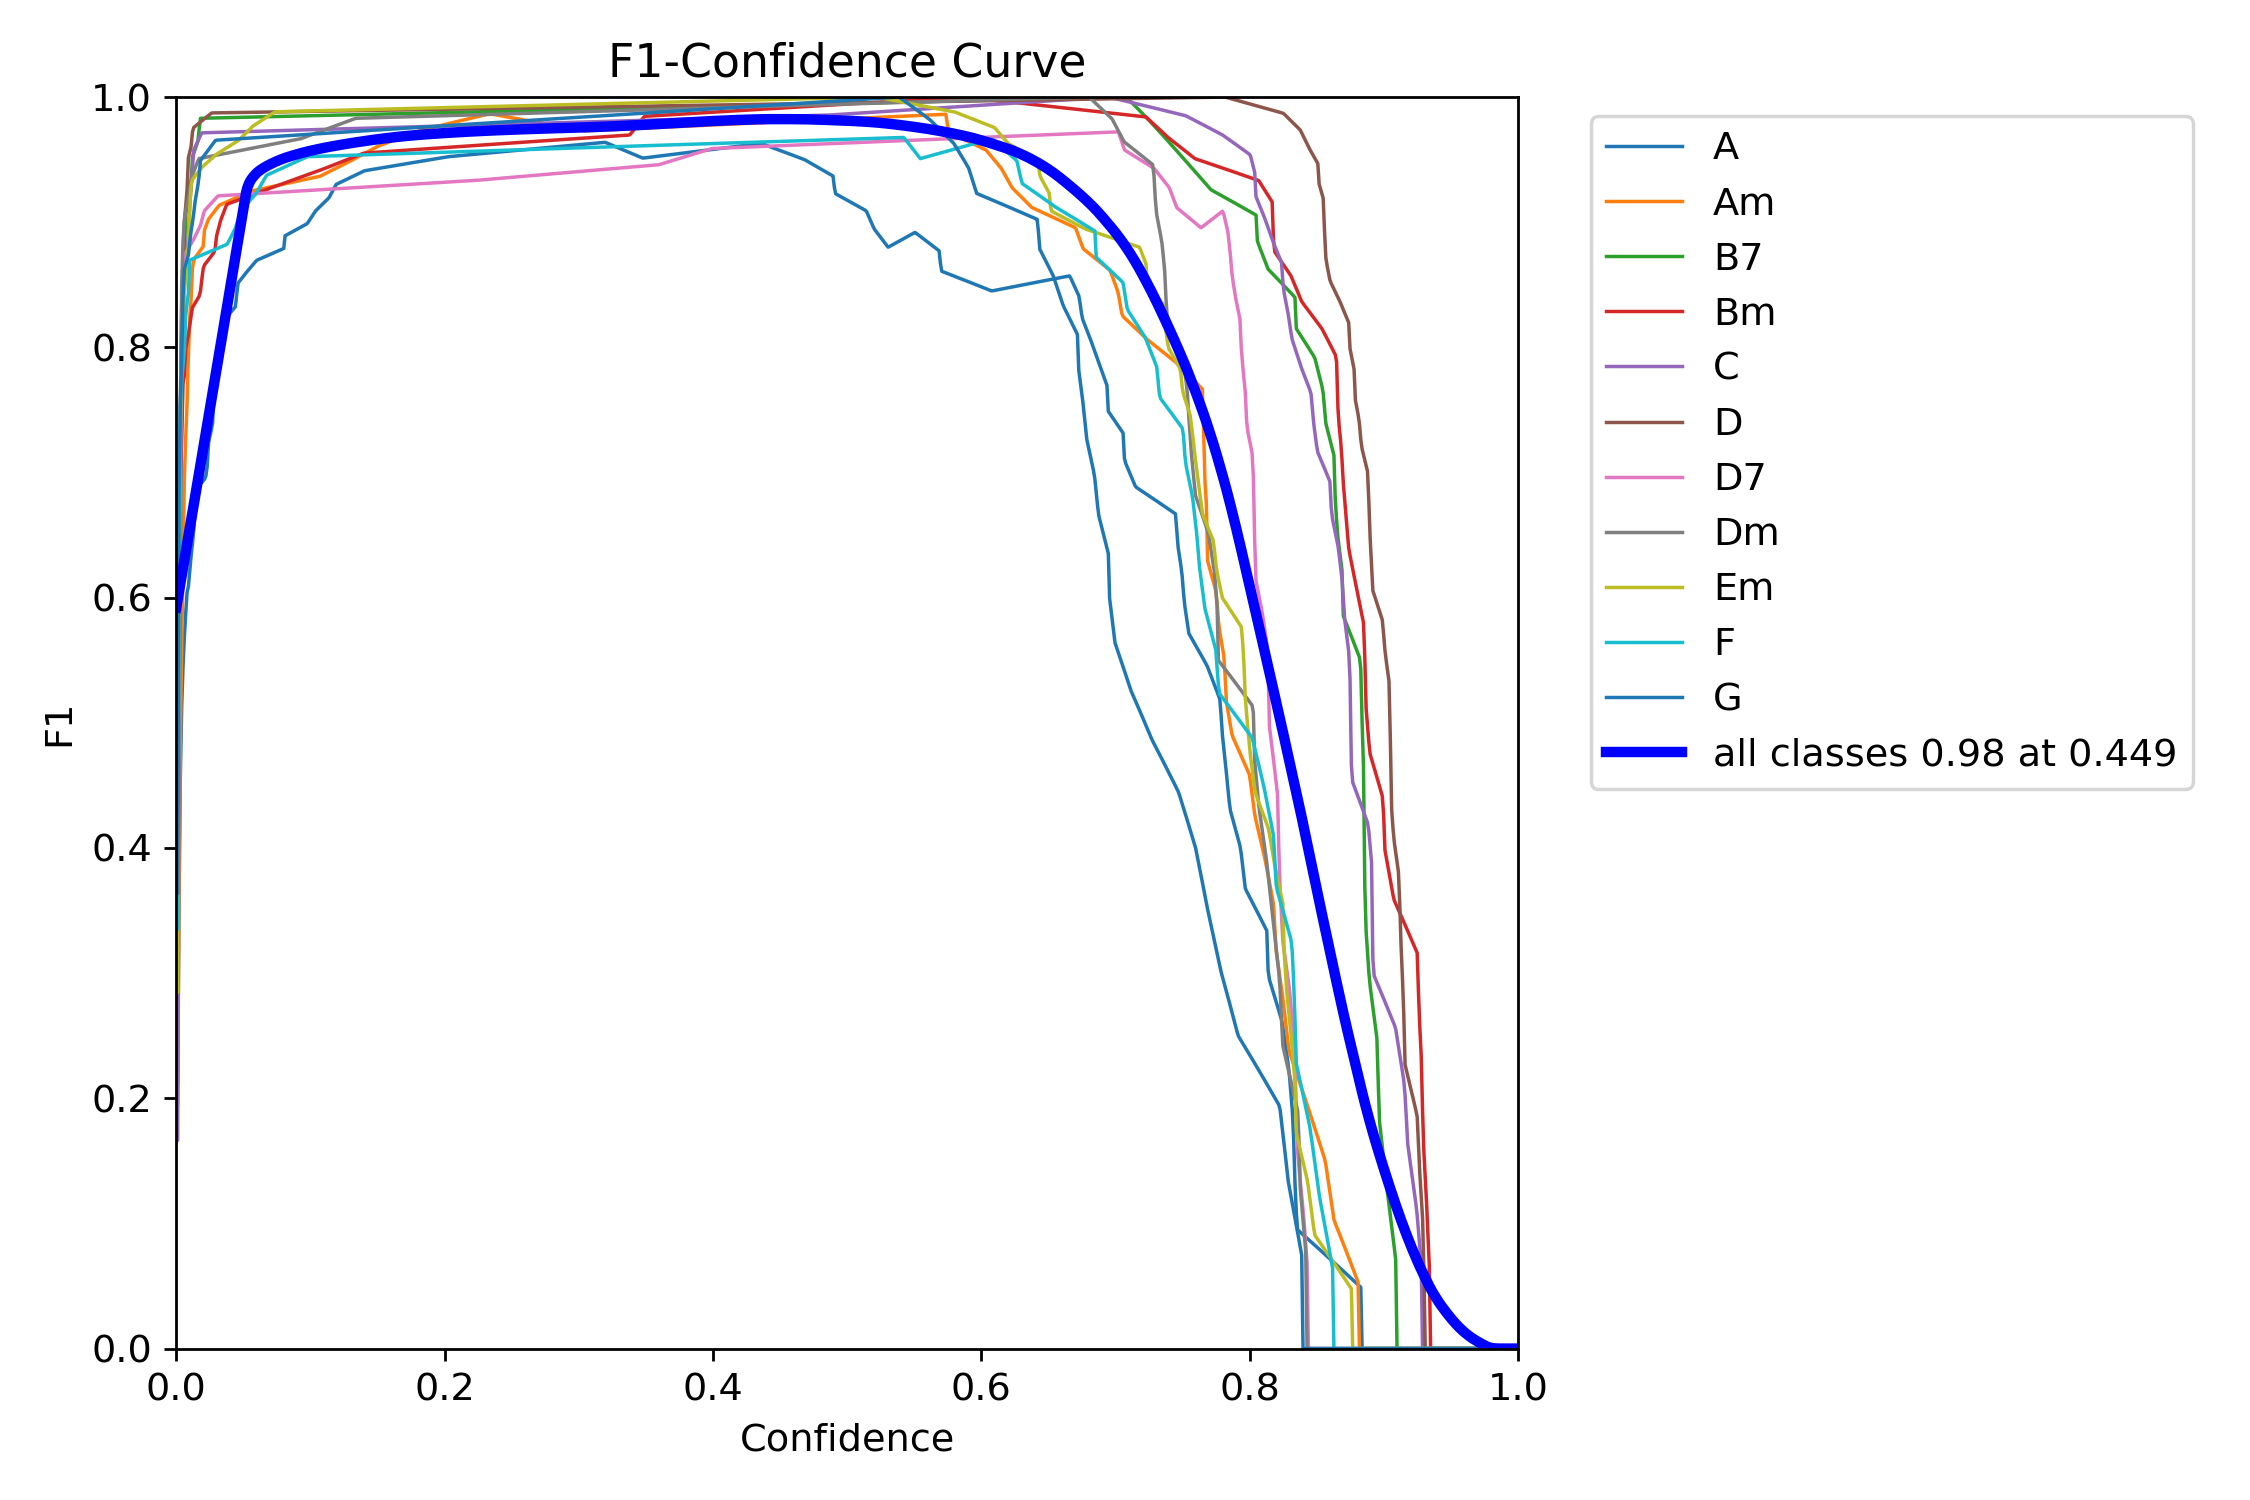 F1-Confidence Curve
1.0
0.8
0.6
0.4
0.2
0.0
F1
0.0 0.2 0.4 0.6 0.8 1.0
Confidence
A
Am
B7
Bm
C
D
D7
Dm
Em
F
G
all classes 0.98 at 0.449